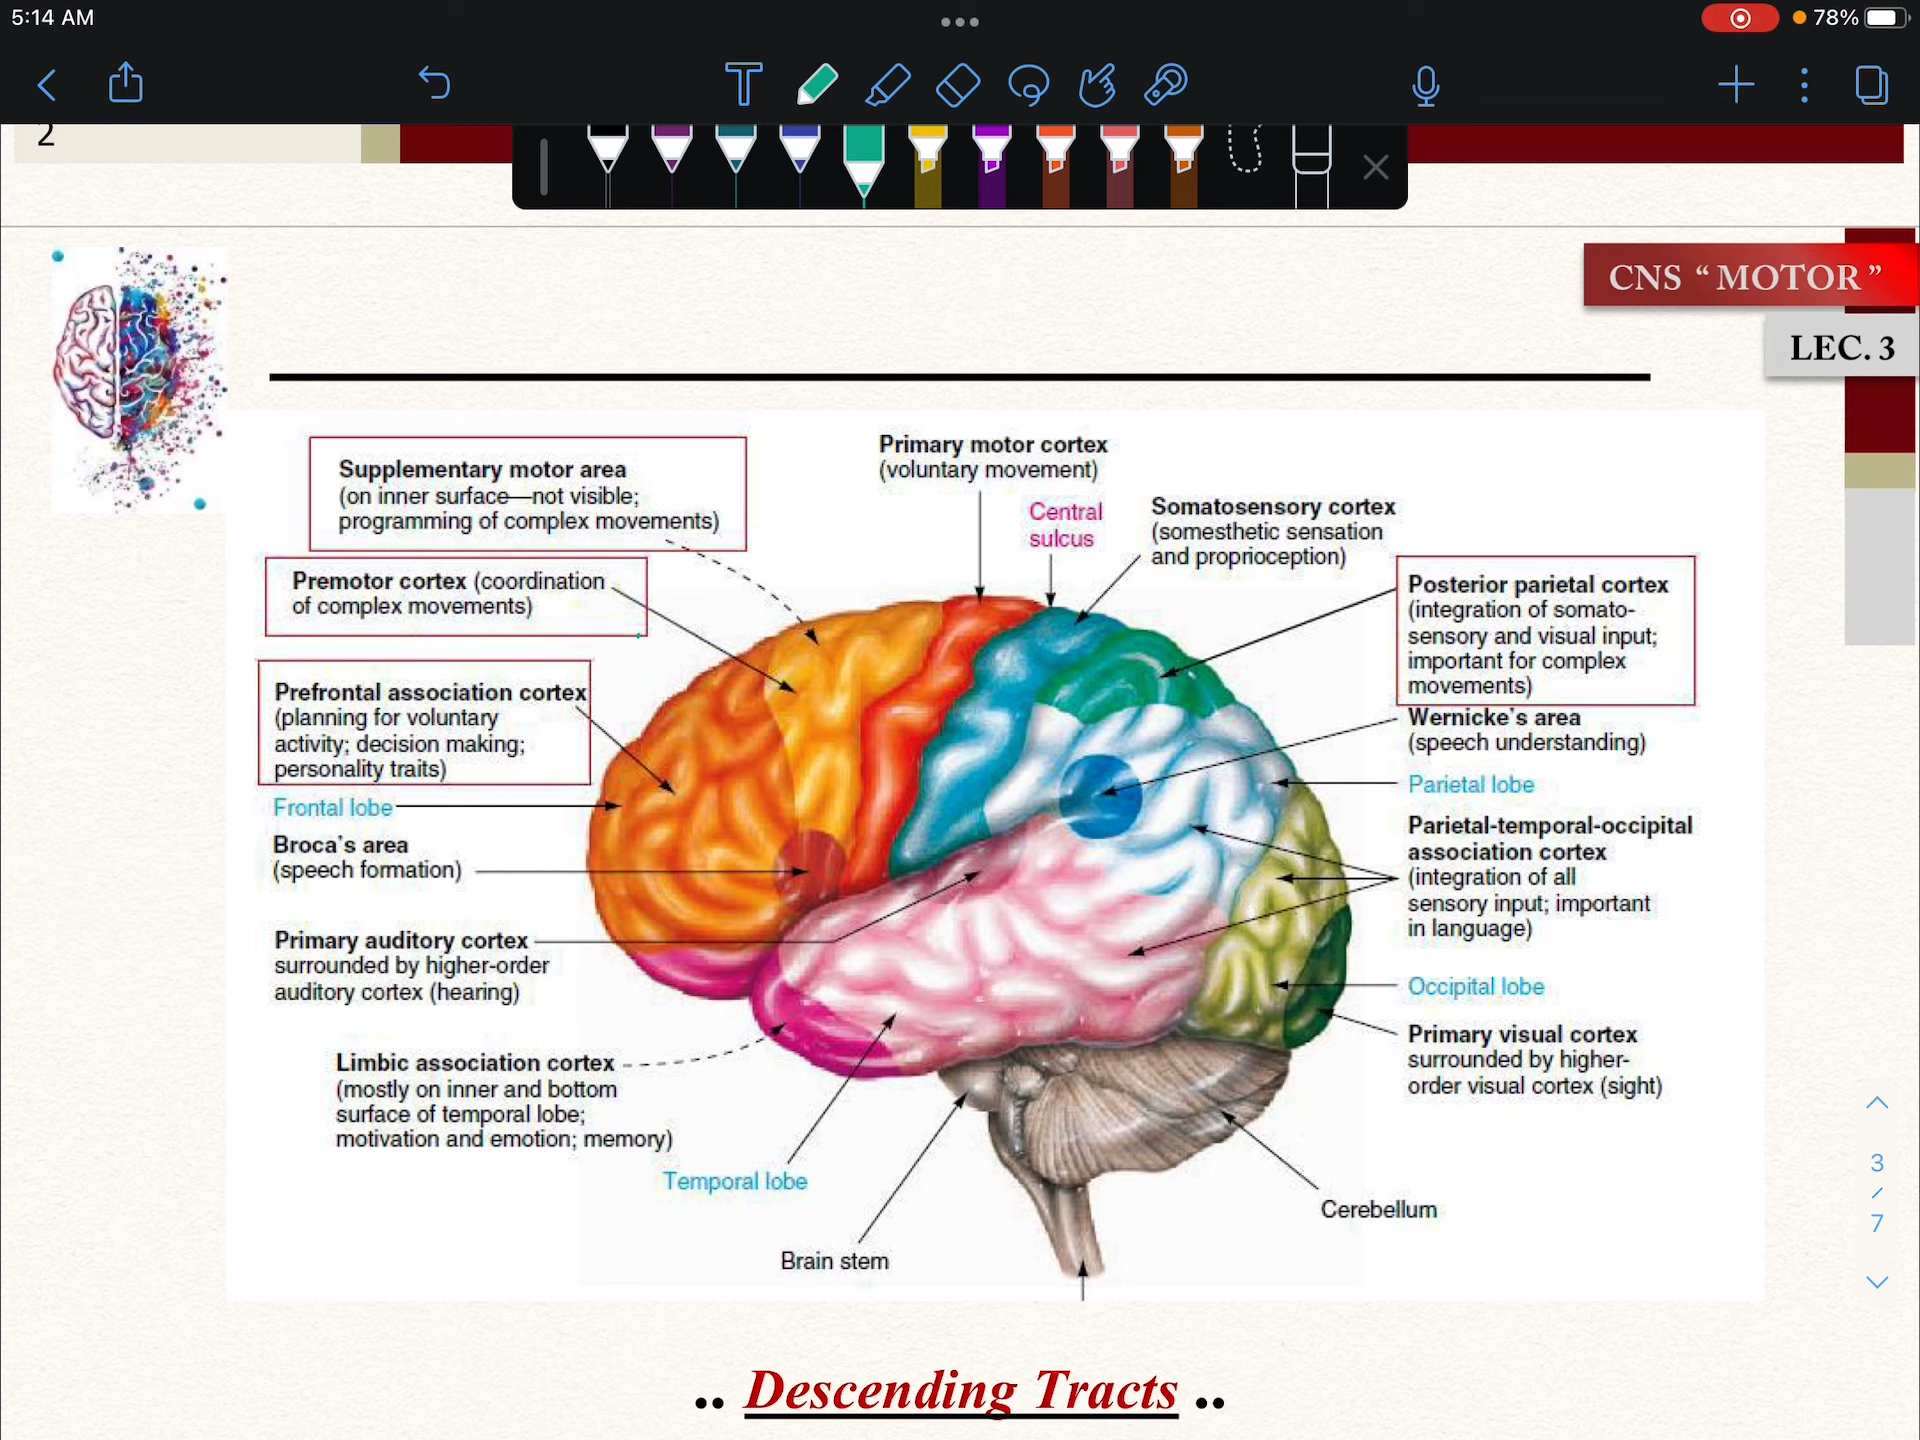 5:14 AM
78%
2
CNS “ MOTOR ”
LEC. 3
Supplementary motor area
(on inner surface—not visible;
programming of complex movements)
Primary motor cortex
(voluntary movement)
Central
sulcus
Somatosensory cortex
(somesthetic sensation
and proprioception)
Premotor cortex (coordination
of complex movements)
Posterior parietal cortex
(integration of somato-
sensory and visual input;
important for complex
movements)
Prefrontal association cortex
(planning for voluntary
activity; decision making;
personality traits)
Wernicke's area
(speech understanding)
Frontal lobe
Parietal lobe
Broca's area
(speech formation)
Parietal-temporal-occipital
association cortex
(integration of all
sensory input; important
in language)
Primary auditory cortex
surrounded by higher-order
auditory cortex (hearing)
Occipital lobe
Primary visual cortex
surrounded by higher-
order visual cortex (sight)
Limbic association cortex
(mostly on inner and bottom
surface of temporal lobe;
motivation and emotion; memory)
Temporal lobe
Cerebellum
Brain stem
3
/
7
.. Descending Tracts ..